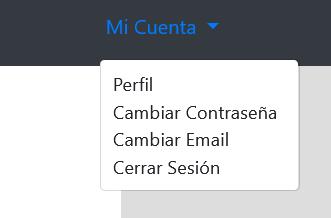 Mi Cuenta
Perfil
Cambiar Contraseña
Cambiar Email
Cerrar Sesión